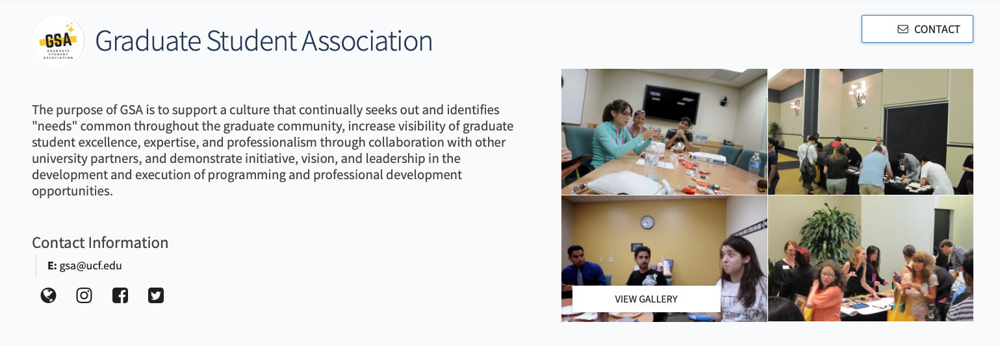 GSA
GRADUATE
STUDENT
ASSOCIATION
Graduate Student Association
CONTACT
The purpose of GSA is to support a culture that continually seeks out and identifies
"needs" common throughout the graduate community, increase visibility of graduate
student excellence, expertise, and professionalism through collaboration with other
university partners, and demonstrate initiative, vision, and leadership in the
development and execution of programming and professional development
opportunities.
Contact Information
E: gsa@ucf.edu
VIEW GALLERY